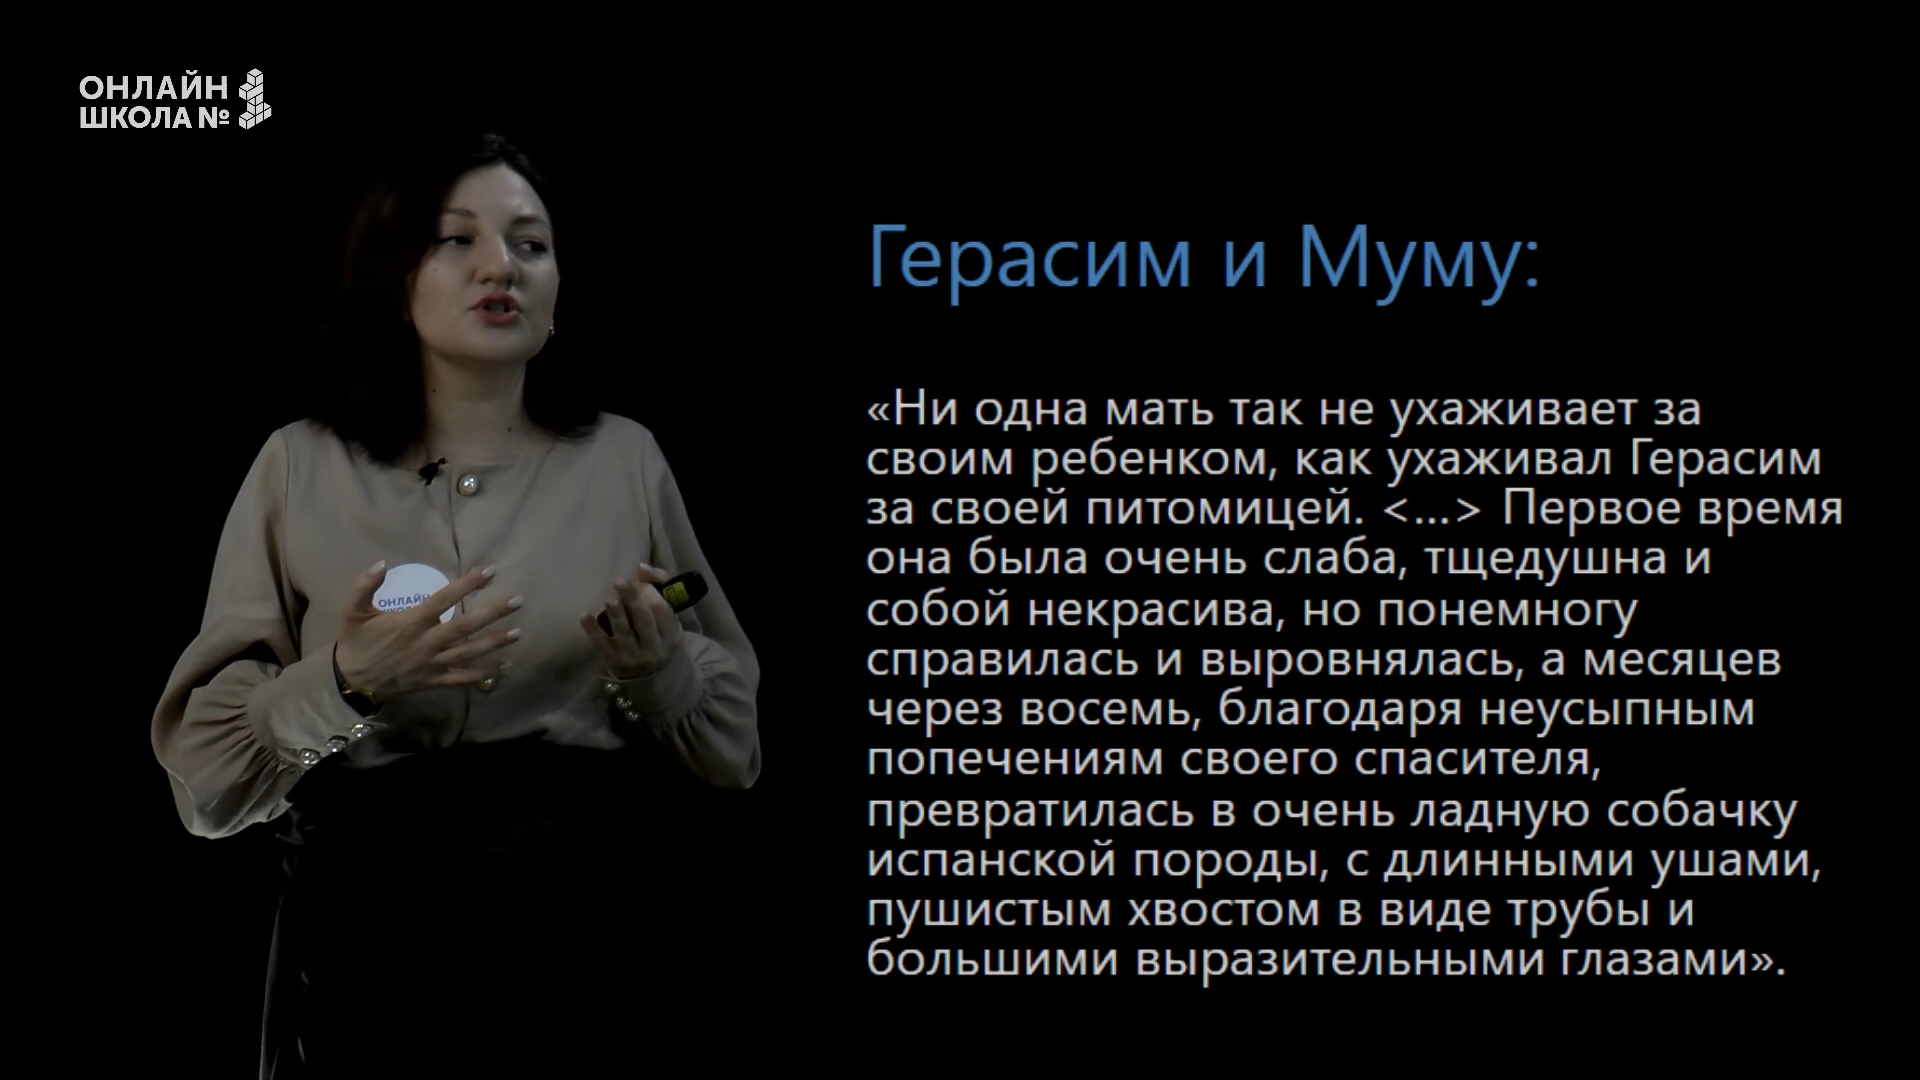 ОНЛАЙН
ШКОЛА №
Герасим и Муму:
«Ни одна мать так не ухаживает за
своим ребенком, как ухаживал Герасим
за своей питомицей. <...> Первое время
она была очень слаба, тщедушна и
собой некрасива, но понемногу
справилась и выровнялась, а месяцев
через восемь, благодаря неусыпным
попечениям своего спасителя,
превратилась в очень ладную собачку
испанской породы, с длинными ушами,
пушистым хвостом в виде трубы и
большими выразительными глазами».
ОНЛАЙН